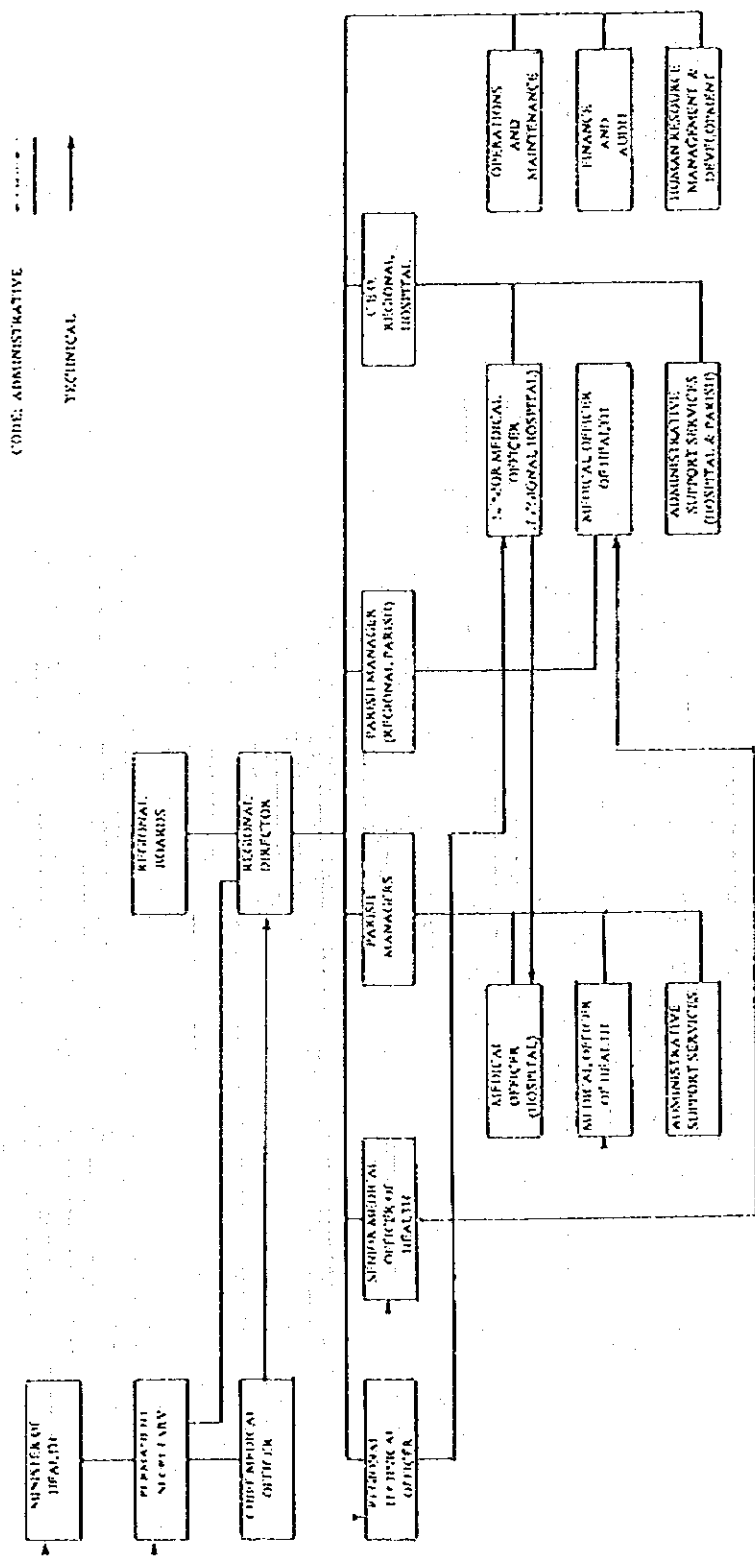 CODE: ADMINISTRATIVE
TECHNICAL
MINISTER OF
HEALTH
PERMANENT
SECRETARY
CHIEF MEDICAL
OFFICER
REGIONAL
BOARDS
REGIONAL
DIRECTOR
REGIONAL
TECHNICAL
OFFICER
SENIOR MEDICAL
OFFICER OF
HEALTH
PARISH
MANAGERS
PARISH MANAGER
(REGIONAL PARISH)
C.E.O.
REGIONAL
HOSPITAL
MEDICAL
OFFICER
(HOSPITAL)
MEDICAL OFFICER
OF HEALTH
ADMINISTRATIVE
SUPPORT SERVICES
SENIOR MEDICAL
OFFICER
(REGIONAL HOSPITAL)
MEDICAL OFFICER
OF HEALTH
ADMINISTRATIVE
SUPPORT SERVICES
(HOSPITAL & PARISH)
OPERATIONS
AND
MAINTENANCE
FINANCE
AND
AUDIT
HUMAN RESOURCE
MANAGEMENT &
DEVELOPMENT